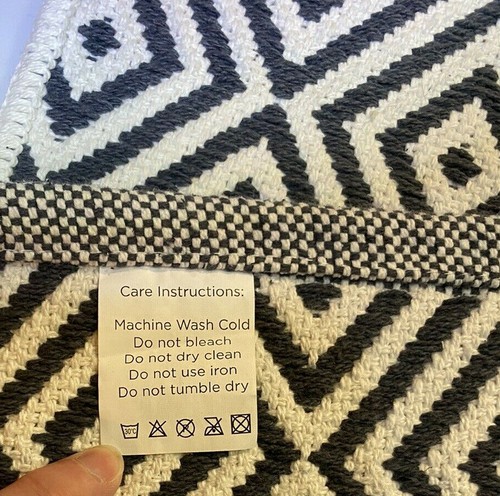 Care Instructions:
Machine Wash Cold
Do not bleach
Do not dry clean
Do not use iron
Do not tumble dry
30°C